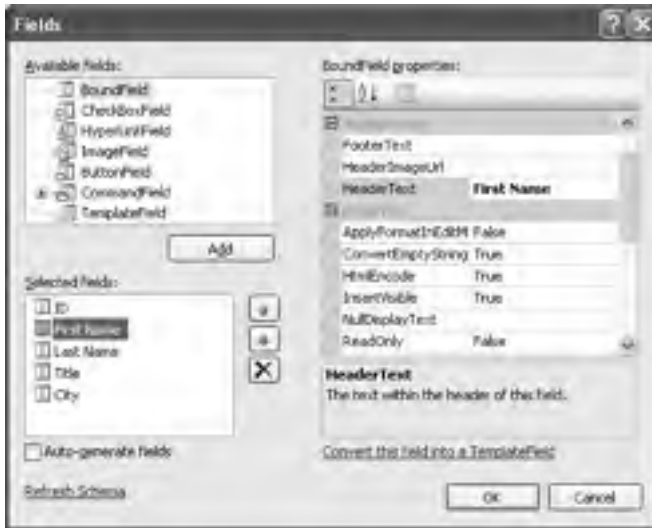 Fields
Available fields:
BoundField
CheckBoxField
HyperLinkField
ImageField
ButtonField
CommandField
TemplateField
Add
Selected fields:
ID
First Name
Last Name
Title
City
Auto-generate fields
Refresh Schema
BoundField properties:
FooterText
HeaderImageUrl
HeaderText First Name
ApplyFormatInEditM False
ConvertEmptyString True
HtmlEncode True
InsertVisible True
NullDisplayText
ReadOnly False
HeaderText
The text within the header of this field.
Convert this field into a TemplateField
OK Cancel